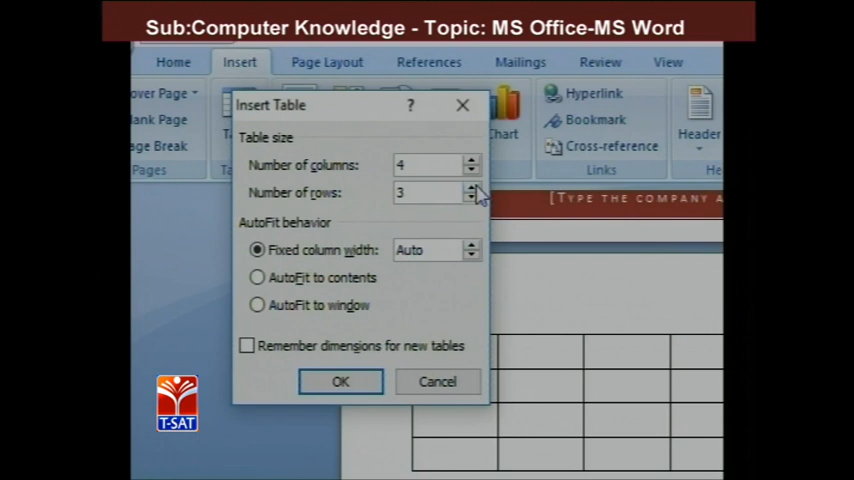 Sub:Computer Knowledge - Topic: MS Office-MS Word
Home Insert Page Layout References Mailings Review View
over Page
lank Page
age Break
Pages
Ta
Chart
Hyperlink
Bookmark
Cross-reference
Links
Header
He
Insert Table ?
Table size
Number of columns: 4
Number of rows: 3
AutoFit behavior
Fixed column width: Auto
AutoFit to contents
AutoFit to window
Remember dimensions for new tables
OK Cancel
[TYPE THE COMPANY A
T-SAT